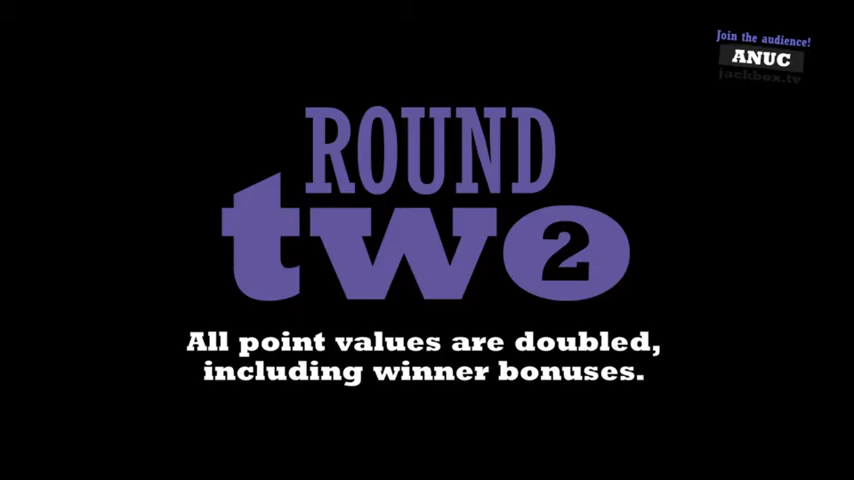 Join the audience!
ANUC
jackbox.tv
ROUND
two
2
All point values are doubled,
including winner bonuses.